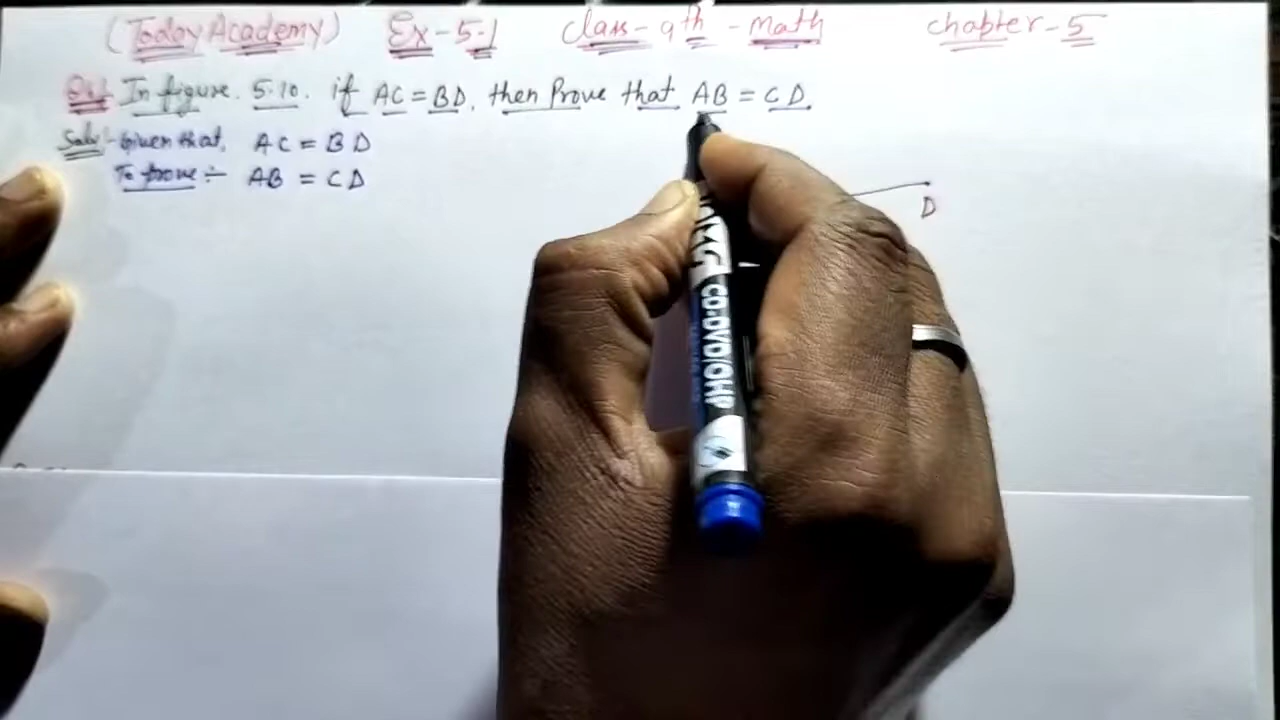 (Today Academy) Ex-5.1 Class-9th-math Chapter-5
In figure. 5.10. if AC = BD. then Prove that AB = CD.
Solu:- Given that, AC = BD
To prove ÷ AB = CD
D
CD-DVD/OHP